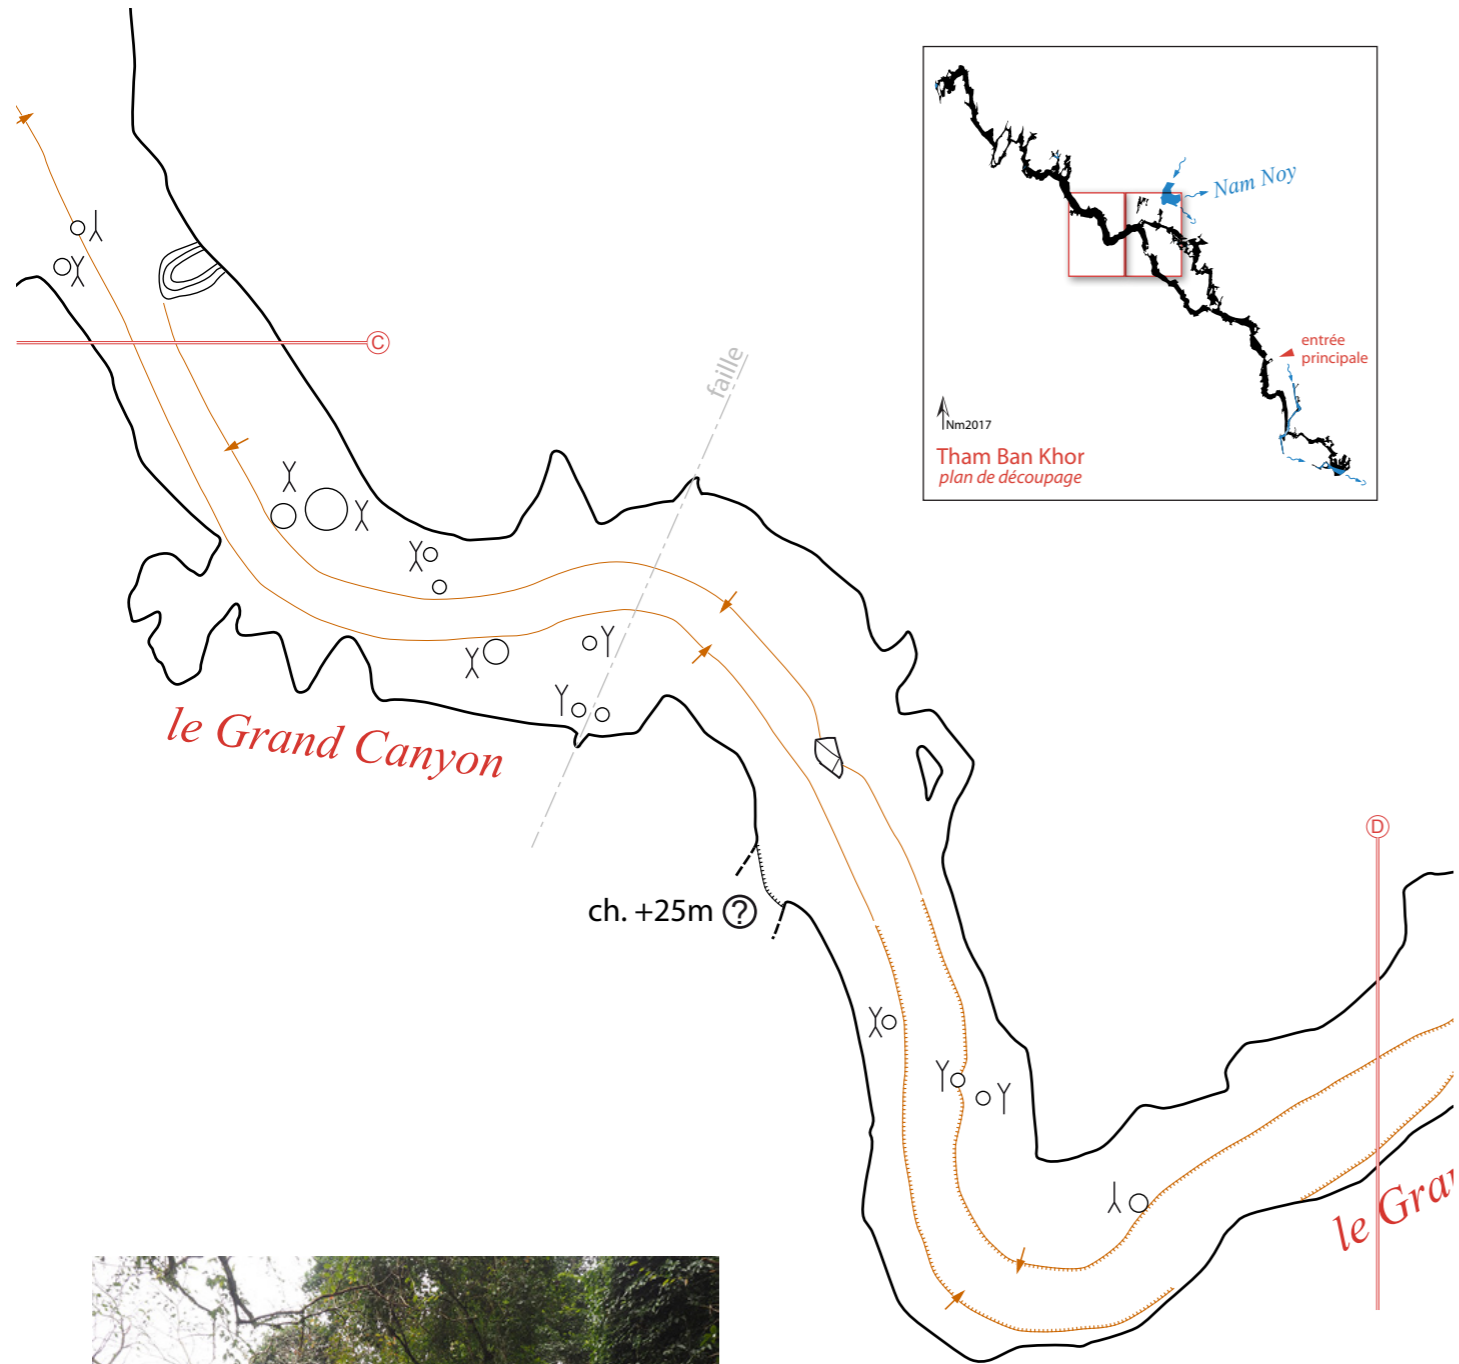 Nam Noy
entrée
principale
Nm2017
Tham Ban Khor
plan de découpage
C
faille
le Grand Canyon
D
ch. +25m ?
le Gra